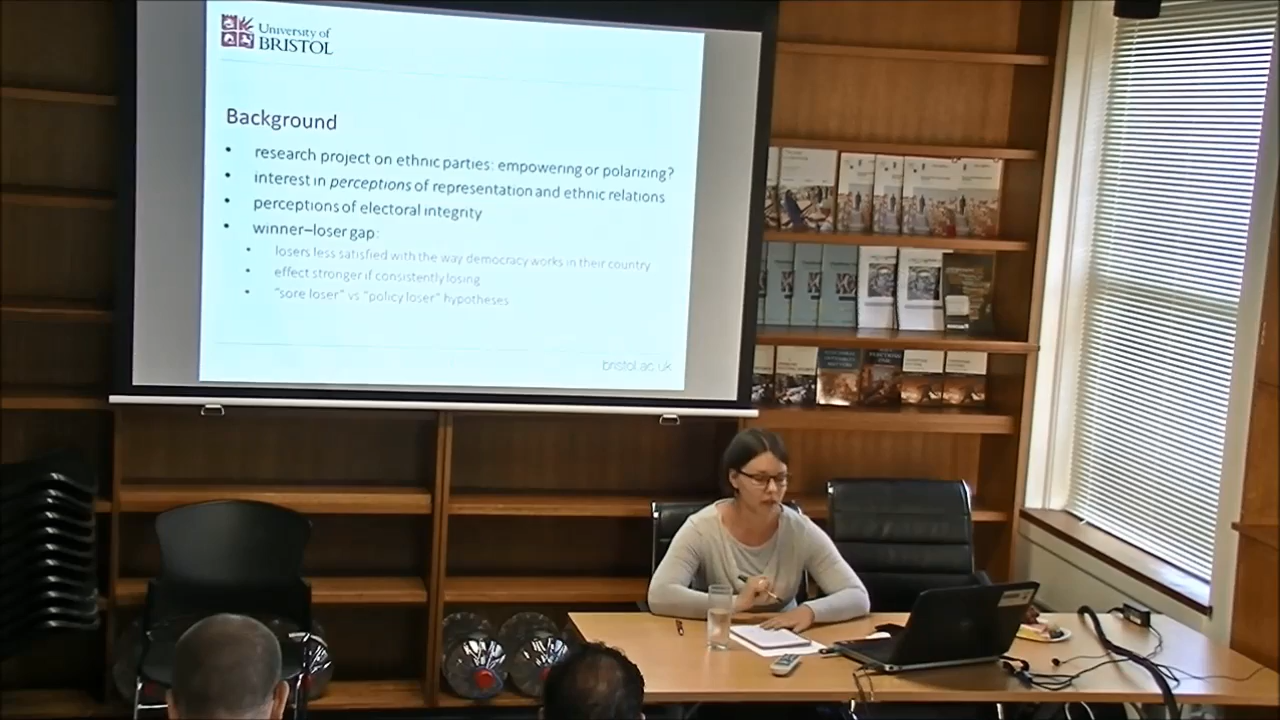 University of
BRISTOL
Background
• research project on ethnic parties: empowering or polarizing?
• interest in perceptions of representation and ethnic relations
• perceptions of electoral integrity
• winner–loser gap:
• losers less satisfied with the way democracy works in their country
• effect stronger if consistently losing
• "sore loser" vs "policy loser" hypotheses
bristol.ac.uk